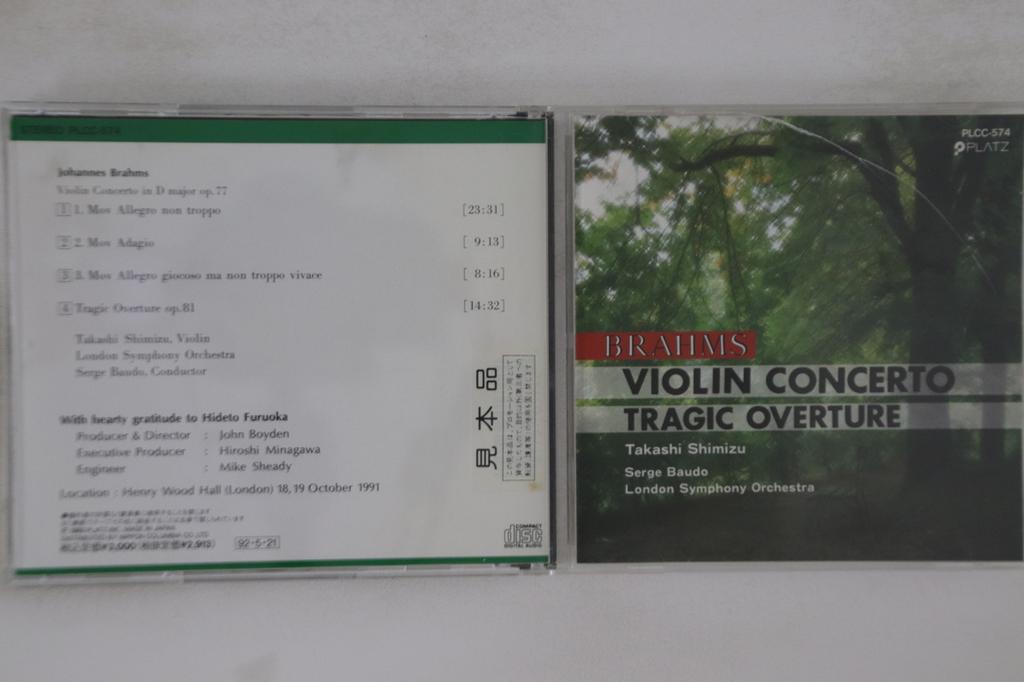 STEREO PLCC-574
Johannes Brahms
Violin Concerto in D major op.77
1 1. Mov Allegro non troppo [23:31]
2 2. Mov Adagio [ 9:13]
3 3. Mov Allegro giocoso ma non troppo vivace [ 8:16]
4 Tragic Overture op.81 [14:32]
Takashi Shimizu, Violin
London Symphony Orchestra
Serge Baudo, Conductor
With hearty gratitude to Hideto Furuoka
Producer & Director : John Boyden
Executive Producer : Hiroshi Minagawa
Engineer : Mike Sheady
Location : Henry Wood Hall (London) 18, 19 October 1991
92·5·21
見本品
COMPACT
disc
DIGITAL AUDIO
PLCC-574
PLATZ
BRAHMS
VIOLIN CONCERTO
TRAGIC OVERTURE
Takashi Shimizu
Serge Baudo
London Symphony Orchestra